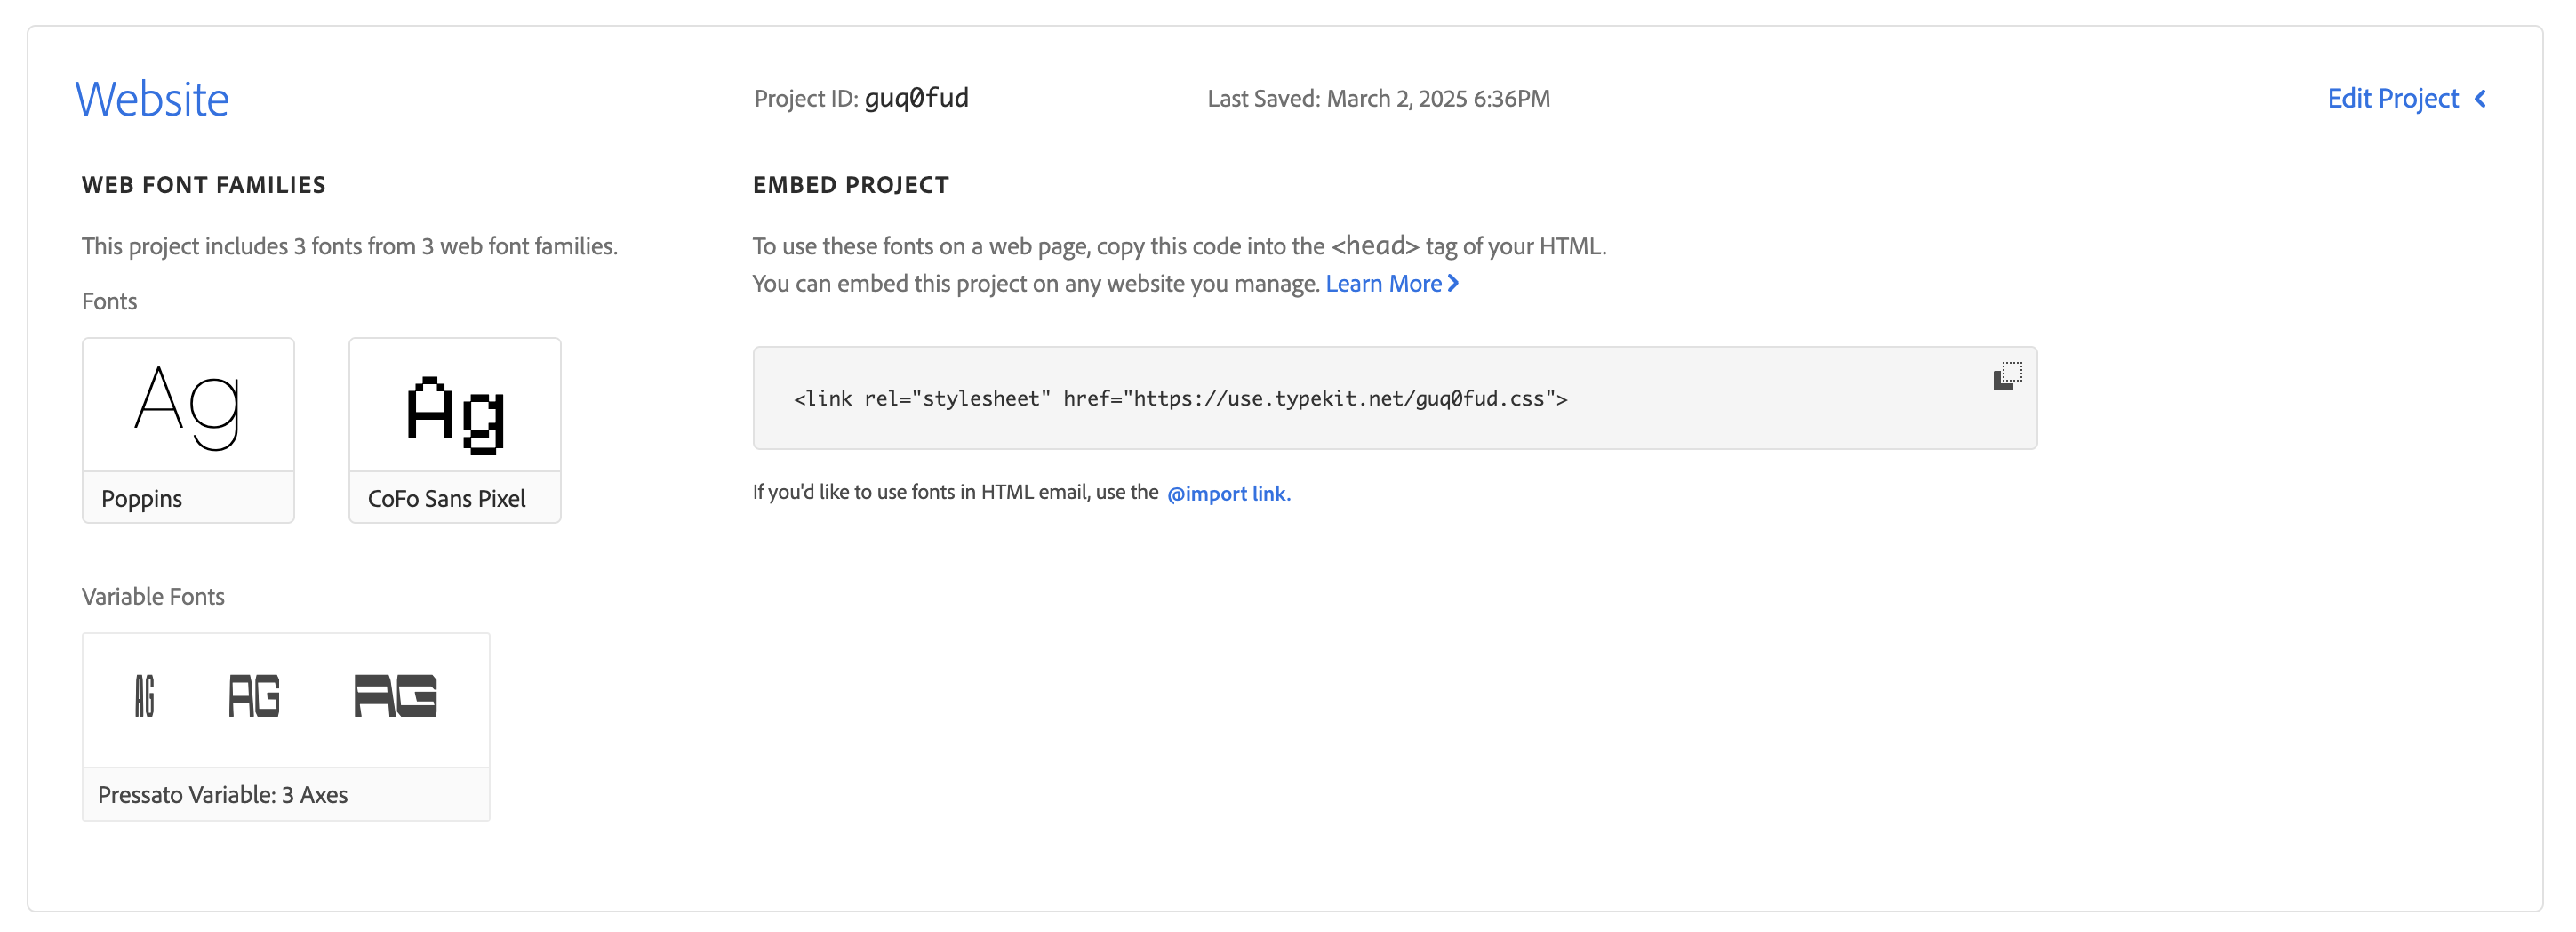 Website
Project ID: guq0fud
Last Saved: March 2, 2025 6:36PM
Edit Project
WEB FONT FAMILIES
This project includes 3 fonts from 3 web font families.
Fonts
Ag
Poppins
Ag
CoFo Sans Pixel
Variable Fonts
AG AG AG
Pressato Variable: 3 Axes
EMBED PROJECT
To use these fonts on a web page, copy this code into the <head> tag of your HTML.
You can embed this project on any website you manage. Learn More
<link rel="stylesheet" href="https://use.typekit.net/guq0fud.css">
If you'd like to use fonts in HTML email, use the @import link.